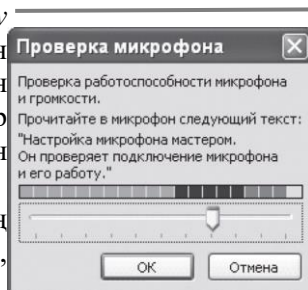 у
н
Проверка микрофона
н
Проверка работоспособности микрофона
и громкости.
р
Прочитайте в микрофон следующий текст:
"Настройка микрофона мастером.
н
Он проверяет подключение микрофона
и его работу."
ң
,
ОК
Отмена